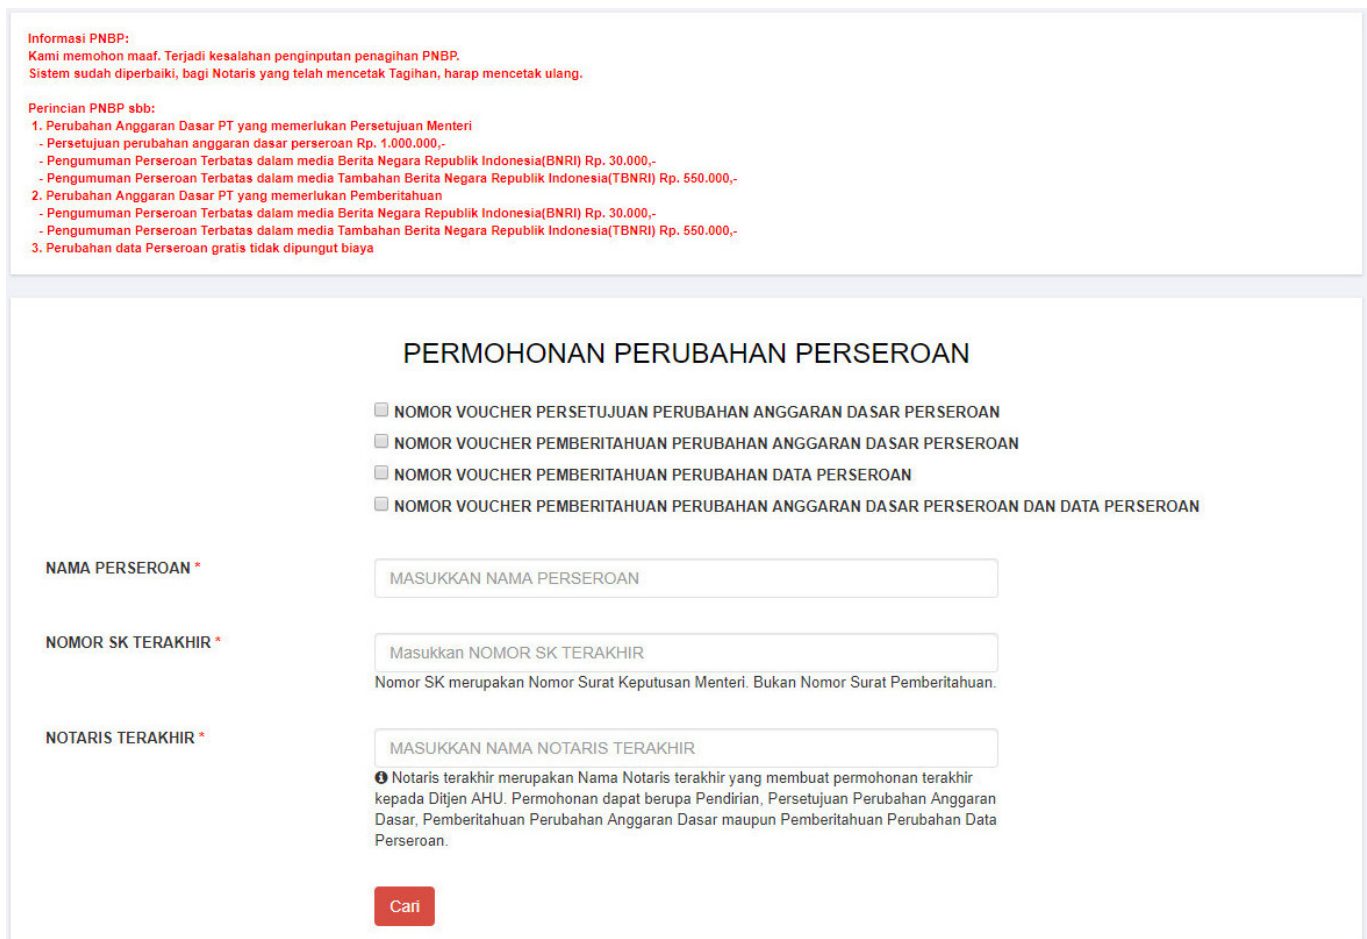 Informasi PNBP:
Kami memohon maaf. Terjadi kesalahan penginputan penagihan PNBP.
Sistem sudah diperbaiki, bagi Notaris yang telah mencetak Tagihan, harap mencetak ulang.
Perincian PNBP sbb:
1. Perubahan Anggaran Dasar PT yang memerlukan Persetujuan Menteri
- Persetujuan perubahan anggaran dasar perseroan Rp. 1.000.000,-
- Pengumuman Perseroan Terbatas dalam media Berita Negara Republik Indonesia(BNRI) Rp. 30.000,-
- Pengumuman Perseroan Terbatas dalam media Tambahan Berita Negara Republik Indonesia(TBNRI) Rp. 550.000,-
2. Perubahan Anggaran Dasar PT yang memerlukan Pemberitahuan
- Pengumuman Perseroan Terbatas dalam media Berita Negara Republik Indonesia(BNRI) Rp. 30.000,-
- Pengumuman Perseroan Terbatas dalam media Tambahan Berita Negara Republik Indonesia(TBNRI) Rp. 550.000,-
3. Perubahan data Perseroan gratis tidak dipungut biaya
PERMOHONAN PERUBAHAN PERSEROAN
NOMOR VOUCHER PERSETUJUAN PERUBAHAN ANGGARAN DASAR PERSEROAN
NOMOR VOUCHER PEMBERITAHUAN PERUBAHAN ANGGARAN DASAR PERSEROAN
NOMOR VOUCHER PEMBERITAHUAN PERUBAHAN DATA PERSEROAN
NOMOR VOUCHER PEMBERITAHUAN PERUBAHAN ANGGARAN DASAR PERSEROAN DAN DATA PERSEROAN
NAMA PERSEROAN *
MASUKKAN NAMA PERSEROAN
NOMOR SK TERAKHIR *
Masukkan NOMOR SK TERAKHIR
Nomor SK merupakan Nomor Surat Keputusan Menteri. Bukan Nomor Surat Pemberitahuan.
NOTARIS TERAKHIR *
MASUKKAN NAMA NOTARIS TERAKHIR
Notaris terakhir merupakan Nama Notaris terakhir yang membuat permohonan terakhir
kepada Ditjen AHU. Permohonan dapat berupa Pendirian, Persetujuan Perubahan Anggaran
Dasar, Pemberitahuan Perubahan Anggaran Dasar maupun Pemberitahuan Perubahan Data
Perseroan.
Cari